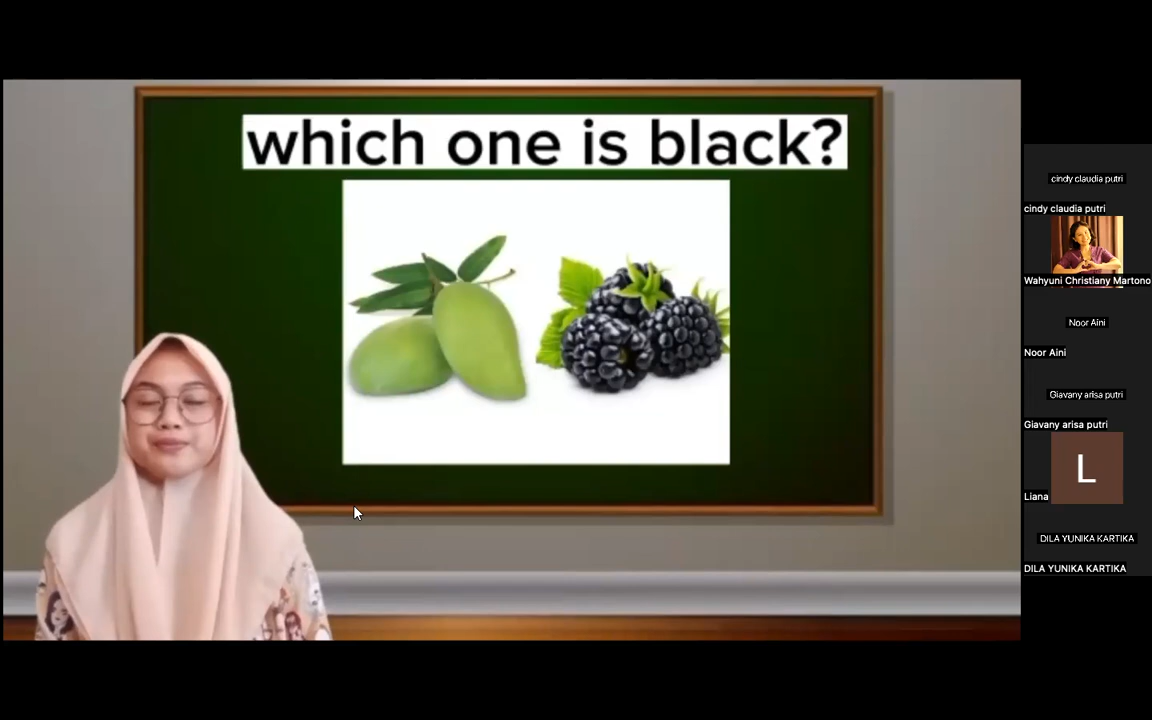 which one is black?
cindy claudia putri
cindy claudia putri
Wahyuni Christiany Martono
Noor Aini
Noor Aini
Giavany arisa putri
Giavany arisa putri
L
Liana
DILA YUNIKA KARTIKA
DILA YUNIKA KARTIKA